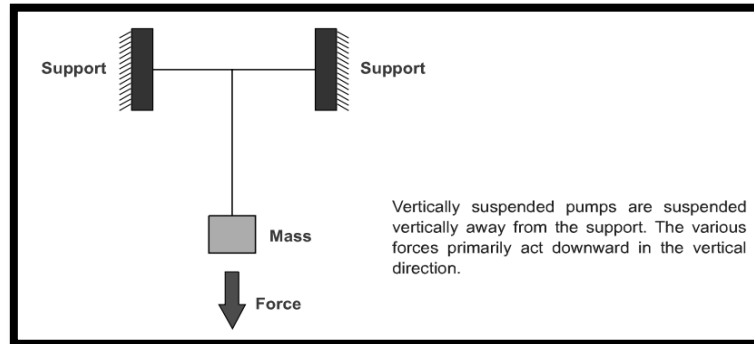 Support
Support
Mass
Force
Vertically suspended pumps are suspended
vertically away from the support. The various
forces primarily act downward in the vertical
direction.